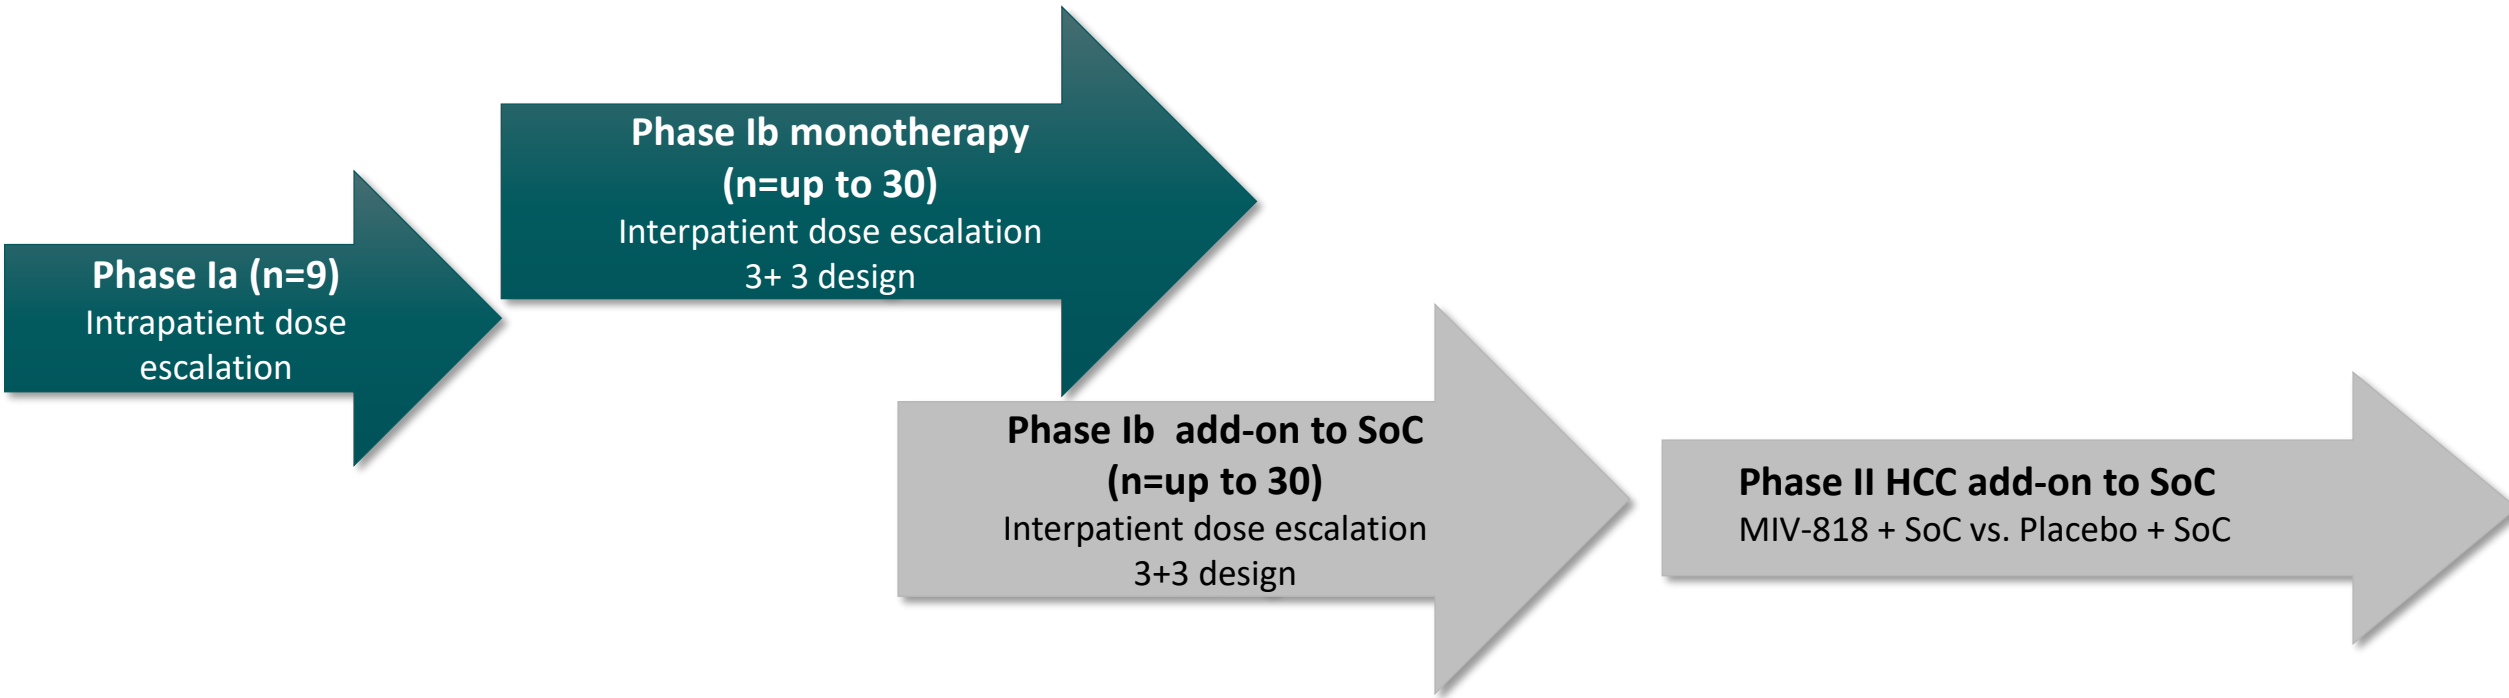 Phase Ia (n=9)
Intrapatient dose
escalation
Phase Ib monotherapy
(n=up to 30)
Interpatient dose escalation
3+ 3 design
Phase Ib  add-on to SoC
(n=up to 30)
Interpatient dose escalation
3+3 design
Phase II HCC add-on to SoC
MIV-818 + SoC vs. Placebo + SoC